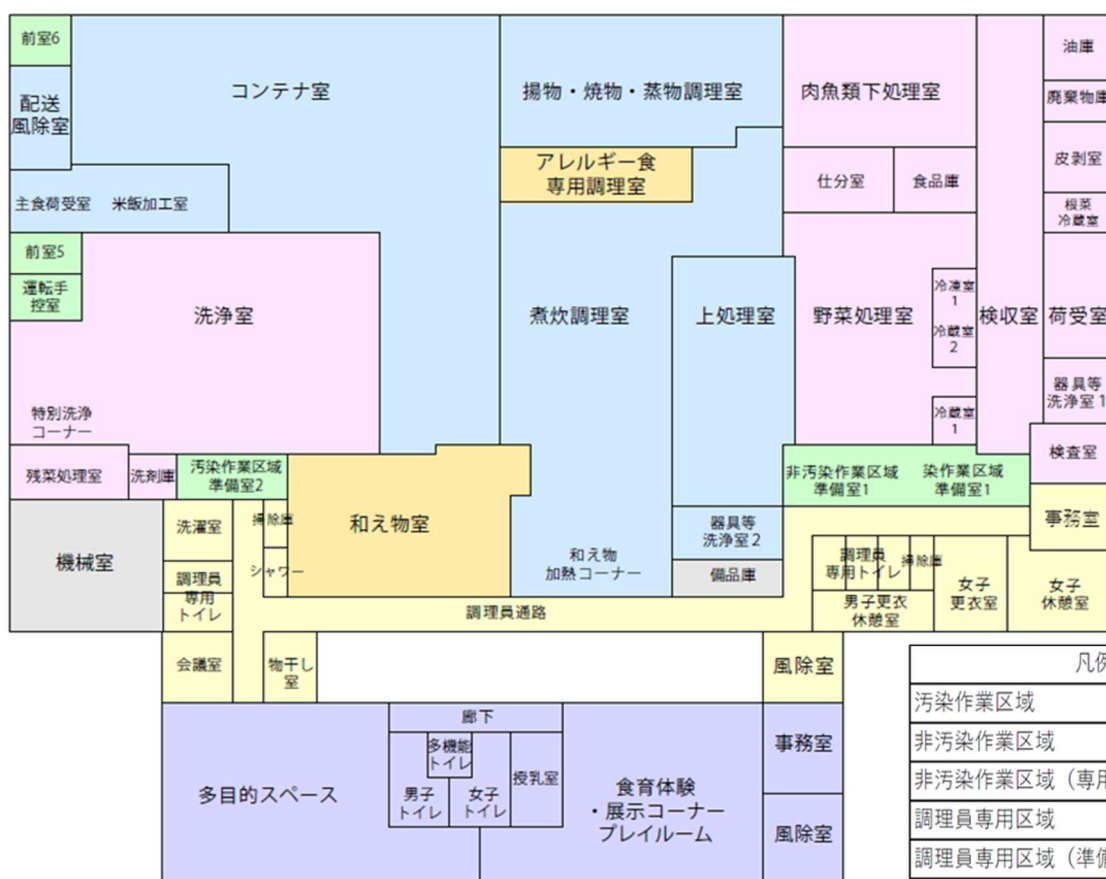 前室6
コンテナ室
揚物・焼物・蒸物調理室
肉魚類下処理室
油庫
配送
風除室
廃棄物庫
アレルギー食
専用調理室
仕分室
食品庫
皮剥室
主食荷受室
米飯加工室
根菜
冷蔵室
前室5
運転手
控室
洗浄室
煮炊調理室
上処理室
野菜処理室
冷凍室
1
冷蔵室
2
検収室
荷受室
器具等
洗浄室1
特別洗浄
コーナー
冷蔵室
1
残菜処理室
洗剤庫
汚染作業区域
準備室2
非汚染作業区域
準備室1
染作業区域
準備室1
検査室
機械室
洗濯室
掃除庫
和え物室
和え物
加熱コーナー
器具等
洗浄室2
事務室
シャワー
備品庫
調理員
専用トイレ
掃除庫
調理員
専用
トイレ
男子更衣
休憩室
女子
更衣室
女子
休憩室
調理員通路
会議室
物干し
室
風除室
凡例
汚染作業区域
非汚染作業区域
非汚染作業区域（専用
調理員専用区域
調理員専用区域（準備
廊下
多機能
トイレ
授乳室
事務室
多目的スペース
男子
トイレ
女子
トイレ
食育体験
・展示コーナー
プレイルーム
風除室